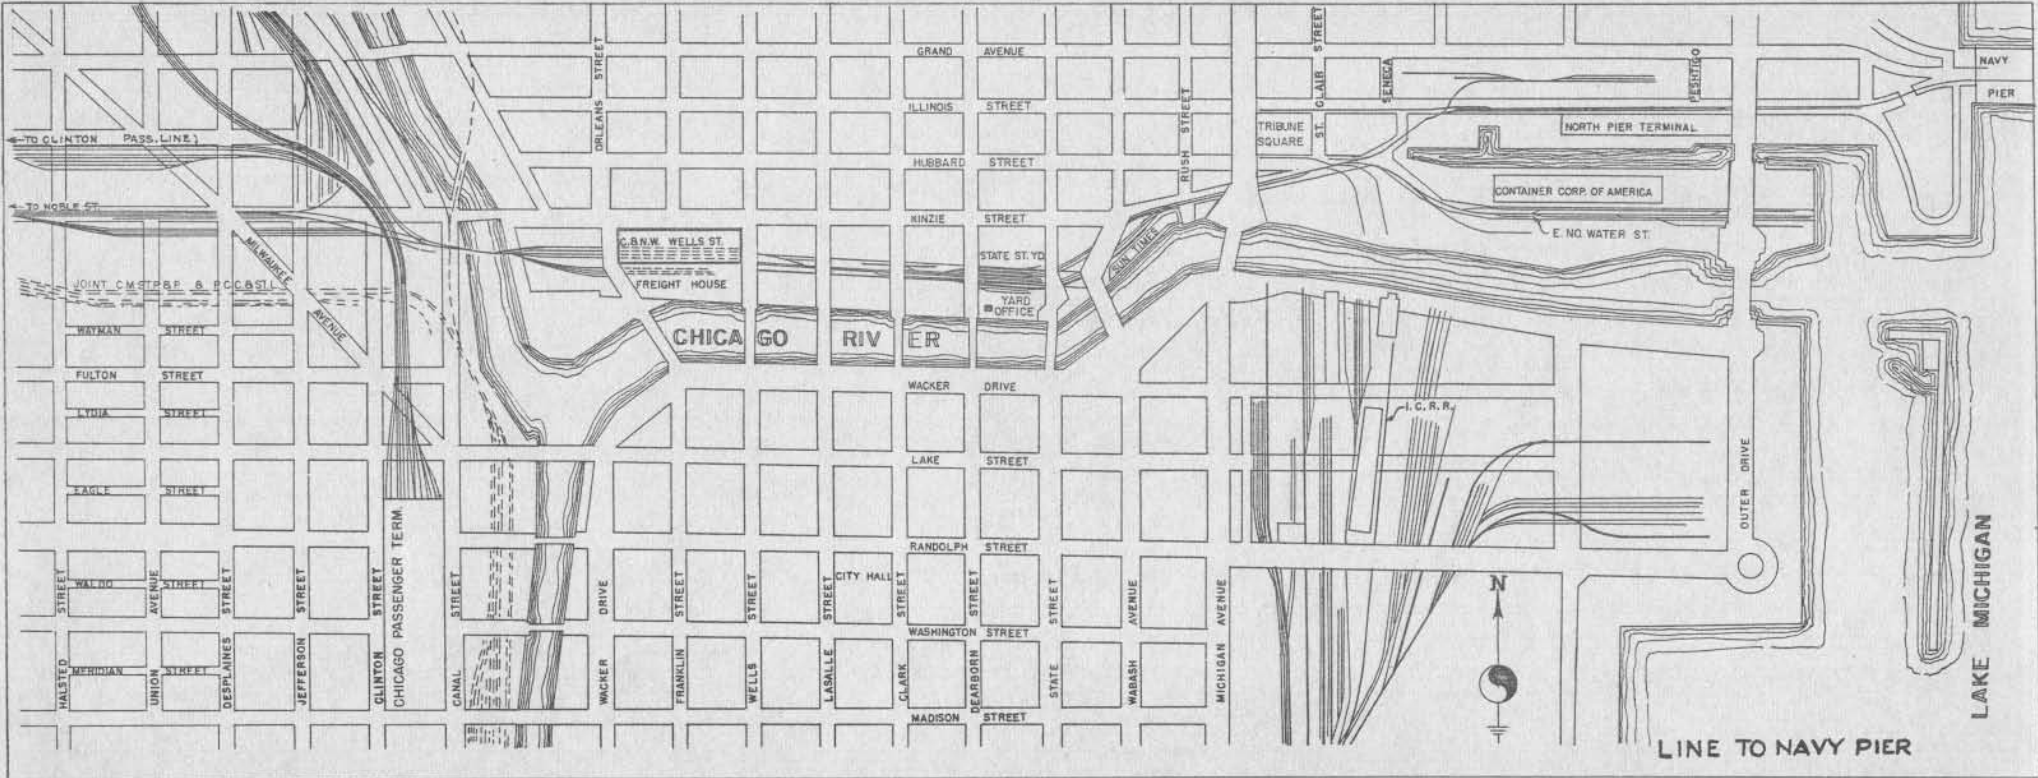 GRAND AVENUE
NAVY
PIER
ORLEANS STREET
ST. CLAIR STREET
SENECA
PESHTIGO
ILLINOIS STREET
RUSH STREET
TRIBUNE
SQUARE
NORTH PIER TERMINAL
TO CLINTON PASS. LINE)
HUBBARD STREET
CONTAINER CORP. OF AMERICA
TO NOBLE ST.
KINZIE STREET
E. NO. WATER ST.
MILWAUKEE AVENUE
C.&N.W. WELLS ST.
FREIGHT HOUSE
STATE ST. YD.
SUN TIMES
JOINT C.M.ST.P.&P. & P.C.C.&ST.L.
YARD
OFFICE
WAYMAN STREET
CHICAGO RIVER
FULTON STREET
WACKER DRIVE
LYDIA STREET
I.C.R.R.
LAKE STREET
EAGLE STREET
OUTER DRIVE
CHICAGO PASSENGER TERM.
RANDOLPH STREET
CITY HALL
WALDO STREET
WASHINGTON STREET
MERIDIAN STREET
HALSTED STREET
UNION AVENUE
DESPLAINES STREET
JEFFERSON STREET
CLINTON STREET
CANAL STREET
WACKER DRIVE
FRANKLIN STREET
WELLS STREET
LASALLE STREET
CLARK STREET
DEARBORN STREET
STATE STREET
WABASH AVENUE
MICHIGAN AVENUE
MADISON STREET
N
LAKE MICHIGAN
LINE TO NAVY PIER